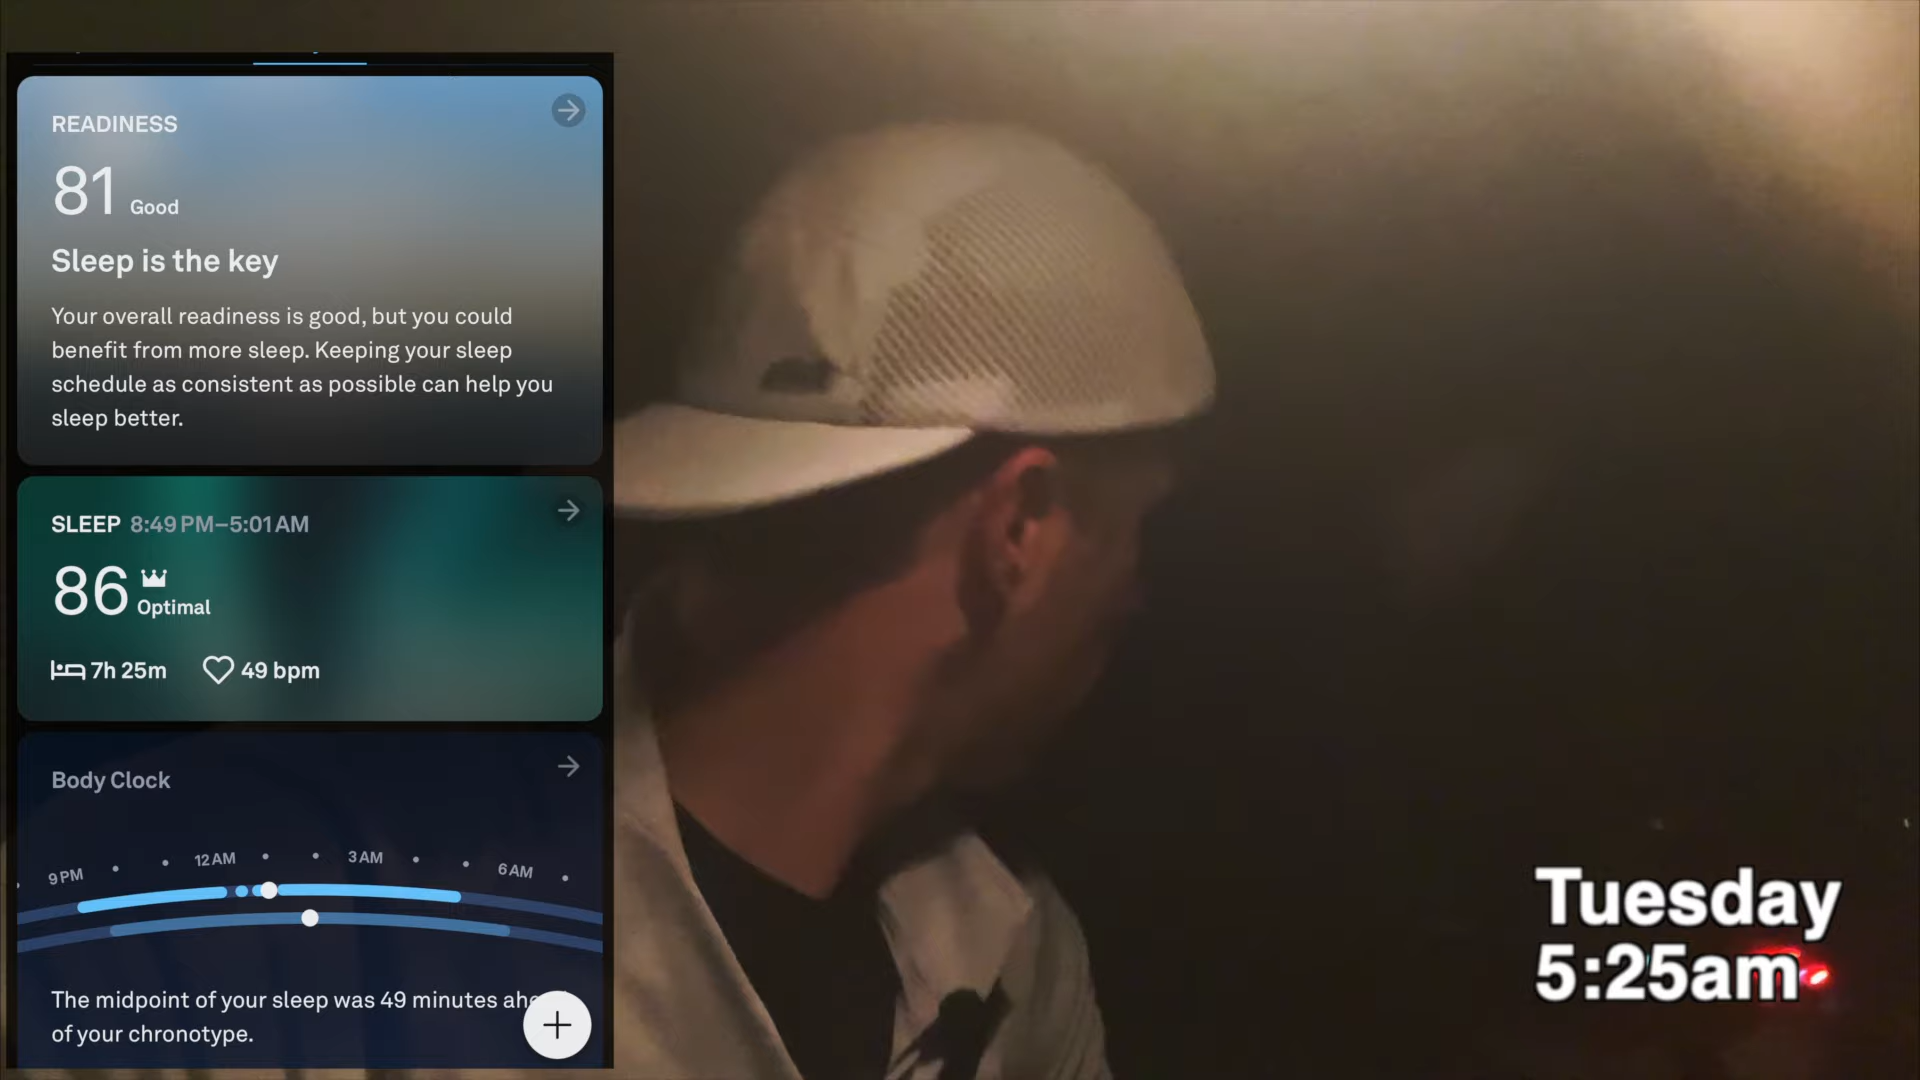 READINESS
81 Good
Sleep is the key
Your overall readiness is good, but you could
benefit from more sleep. Keeping your sleep
schedule as consistent as possible can help you
sleep better.
SLEEP 8:49 PM–5:01 AM
86 Optimal
7h 25m 49 bpm
Body Clock
9 PM 12 AM 3 AM 6 AM
The midpoint of your sleep was 49 minutes
of your chronotype.
Tuesday
5:25am